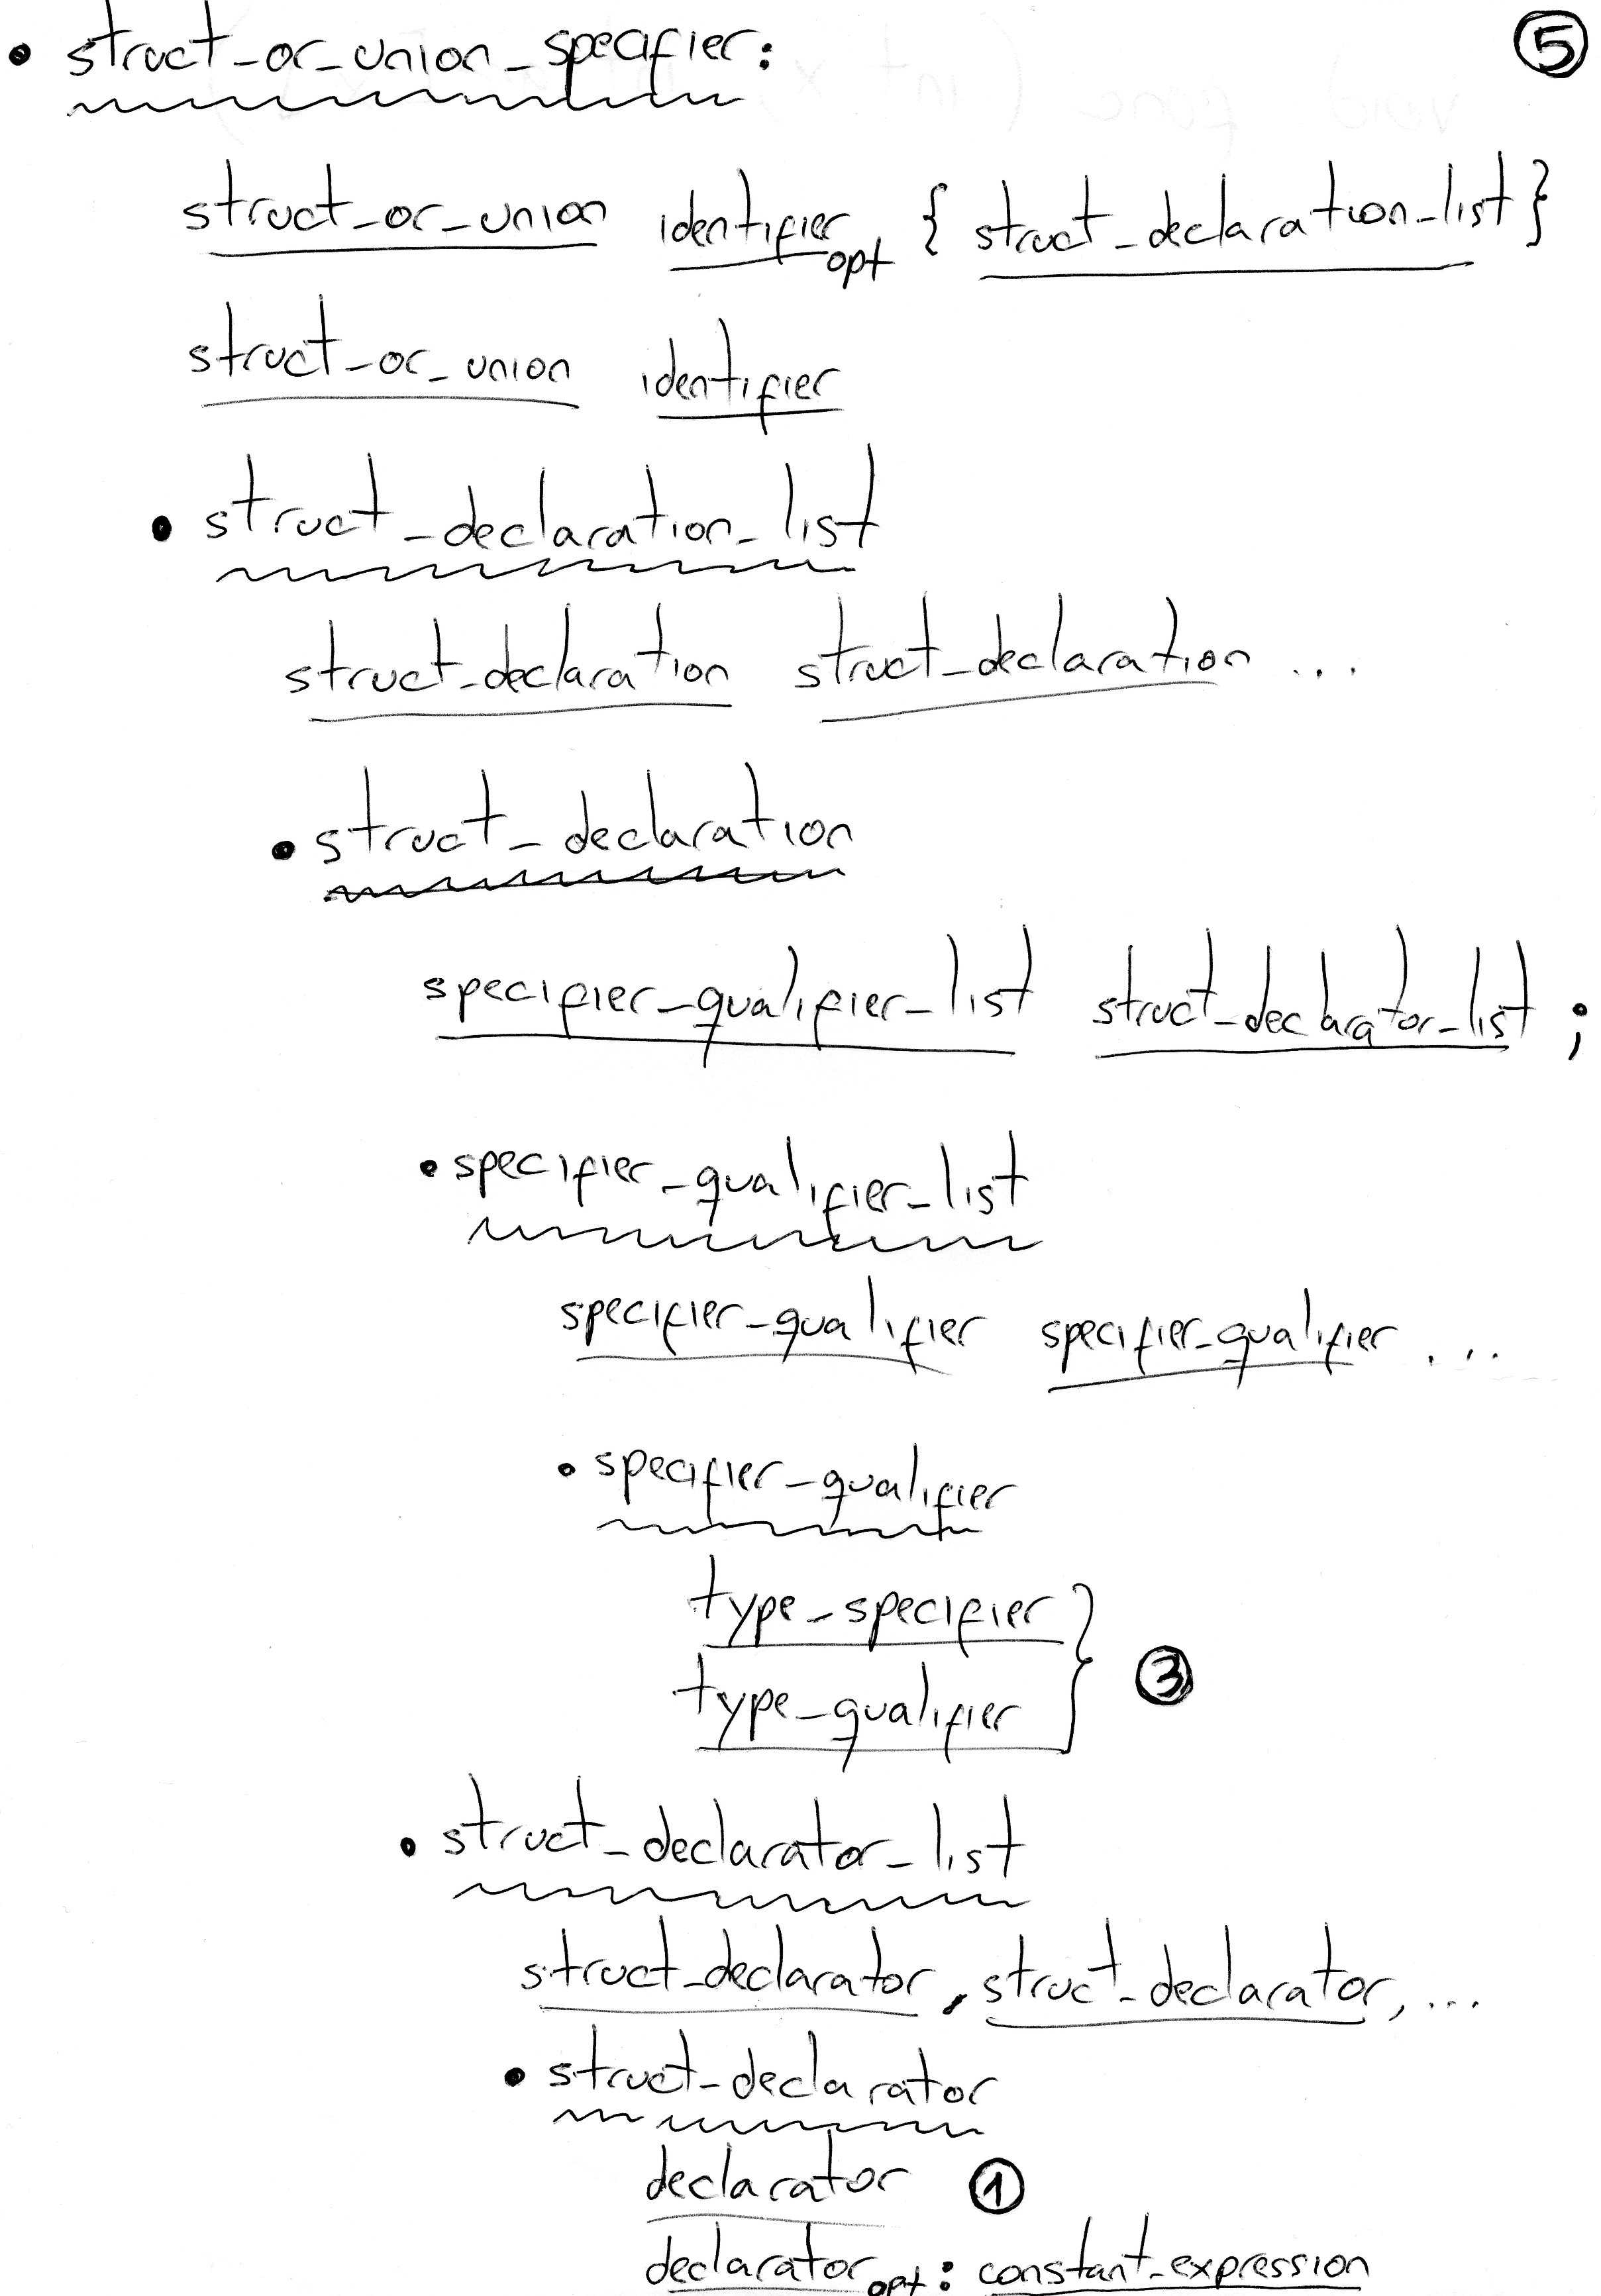 • struct_or_union_specifier: ⑤
struct_or_union identifier opt { struct_declaration_list }
struct_or_union identifier
• struct_declaration_list
struct_declaration struct_declaration ...
• struct_declaration
specifier_qualifier_list struct_declarator_list ;
• specifier_qualifier_list
specifier_qualifier specifier_qualifier ...
• specifier_qualifier
type_specifier
type_qualifier } ③
• struct_declarator_list
struct_declarator, struct_declarator, ...
• struct_declarator
declarator ①
declarator opt : constant_expression